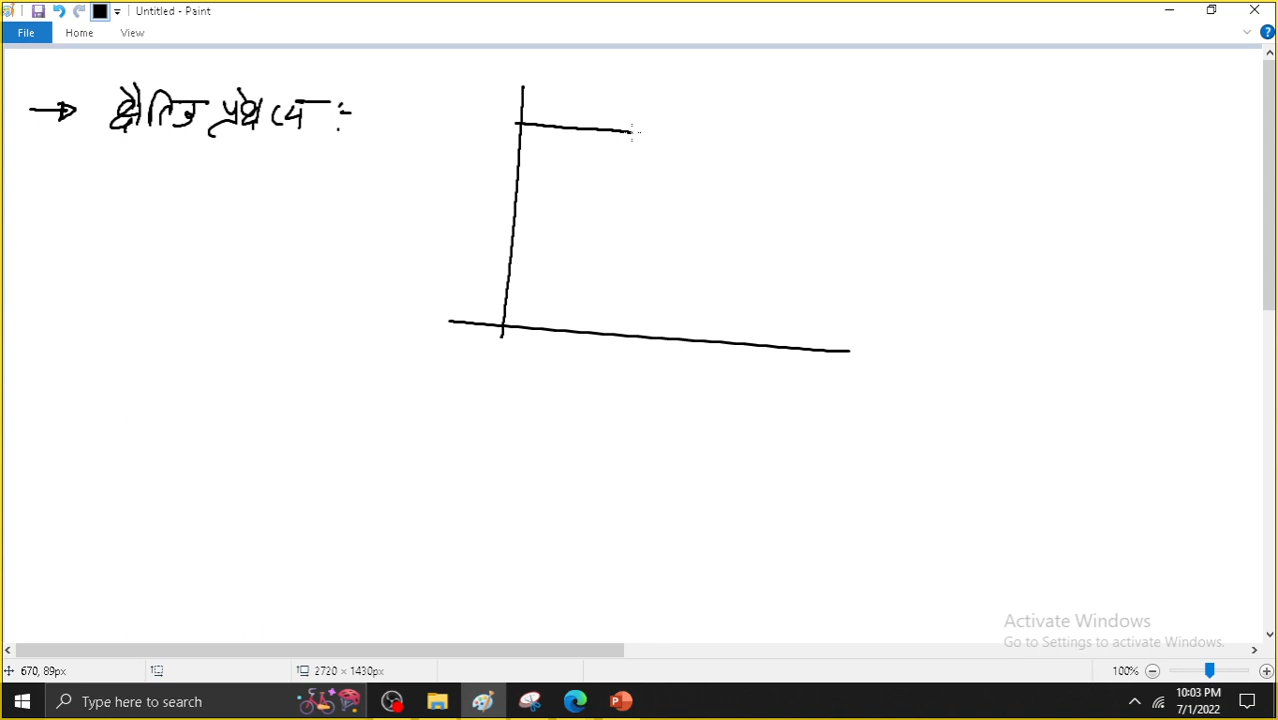 Untitled - Paint
File Home View
→ क्षैतिज प्रक्षेप्य :-
Activate Windows
Go to Settings to activate Windows.
670, 89px
2720 × 1430px
100%
Type here to search
10:03 PM
7/1/2022